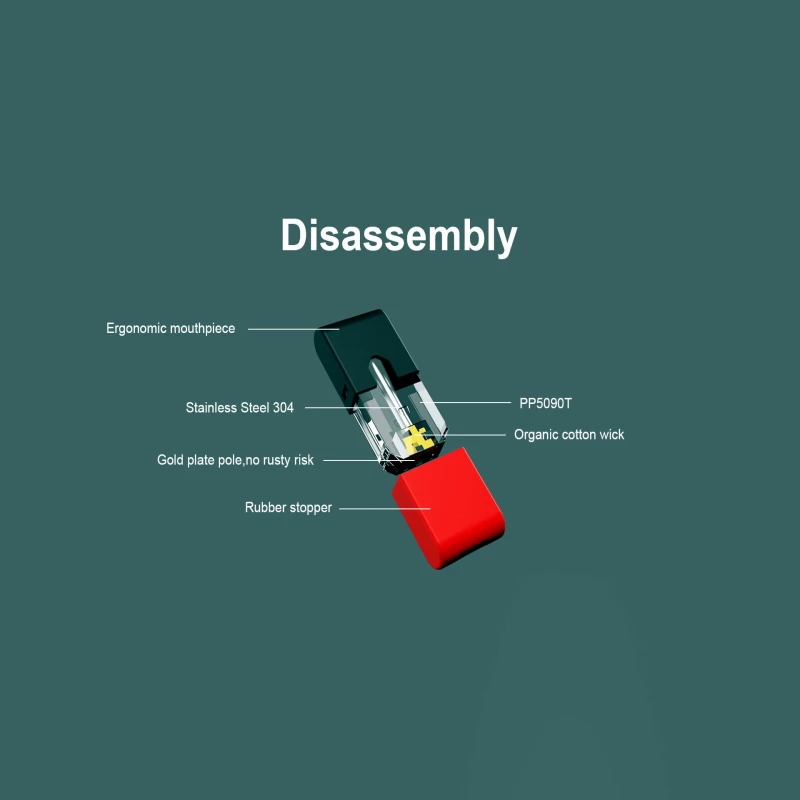 Disassembly
Ergonomic mouthpiece
Stainless Steel 304
PP5090T
Organic cotton wick
Gold plate pole,no rusty risk
Rubber stopper